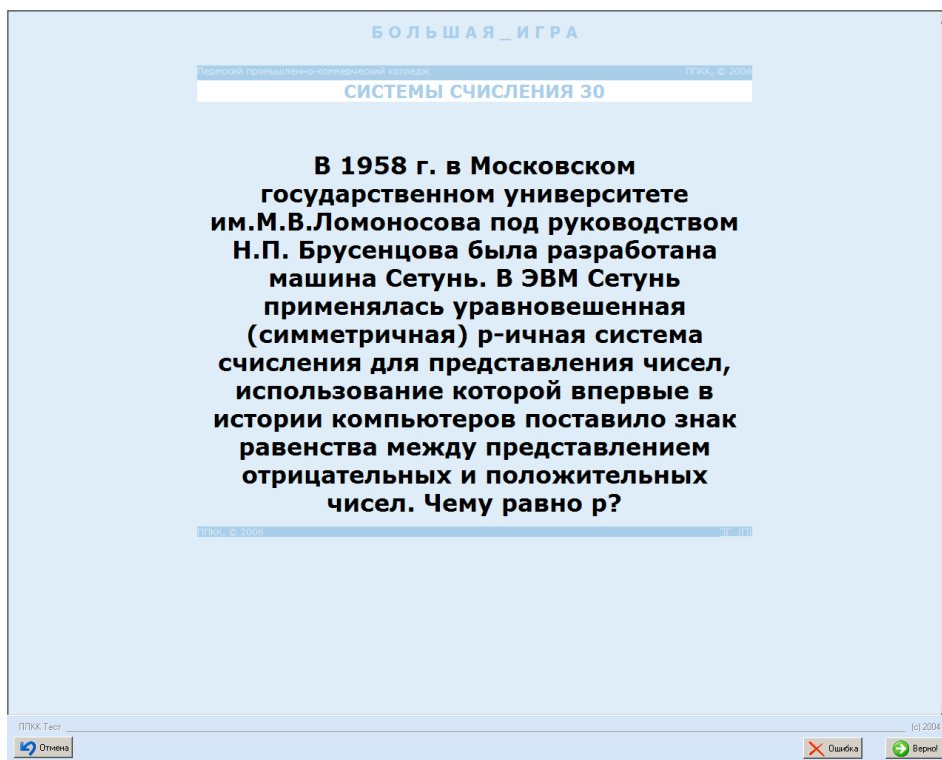 БОЛЬШАЯ_ИГРА
Пермский промышленно-коммерческий колледж ППКК, © 2006
СИСТЕМЫ СЧИСЛЕНИЯ 30
В 1958 г. в Московском
государственном университете
им.М.В.Ломоносова под руководством
Н.П. Брусенцова была разработана
машина Сетунь. В ЭВМ Сетунь
применялась уравновешенная
(симметричная) p-ичная система
счисления для представления чисел,
использование которой впервые в
истории компьютеров поставило знак
равенства между представлением
отрицательных и положительных
чисел. Чему равно p?
ППКК, © 2006
ППКК Тест (c) 2004
Отмена Ошибка Верно!